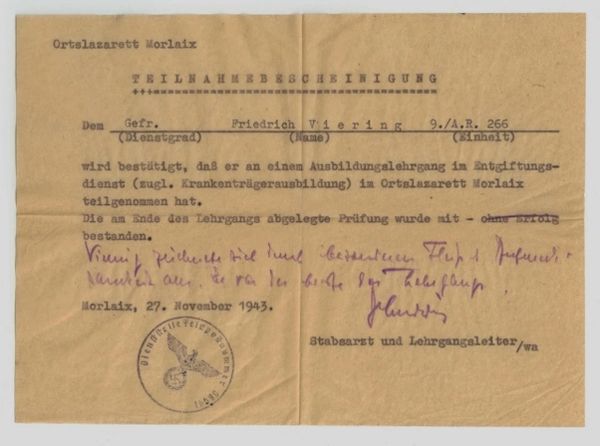 Ortslazarett Morlaix
TEILNAHMEBESCHEINIGUNG
Dem Gefr. Friedrich Viering 9./A.R. 266
(Dienstgrad) (Name) (Einheit)
wird bestätigt, daß er an einem Ausbildungslehrgang im Entgiftungs-
dienst (zugl. Krankenträgerausbildung) im Ortslazarett Morlaix
teilgenommen hat.
Die am Ende des Lehrgangs abgelegte Prüfung wurde mit - ohne Erfolg
bestanden.
Viering zeichnete sich durch besonderen Fleiß u. Aufmerk-
samkeit aus. Er war der beste des Lehrgangs.
Morlaix, 27. November 1943.
Stabsarzt und Lehrgangsleiter/wa
Dienststelle Feldpostnummer